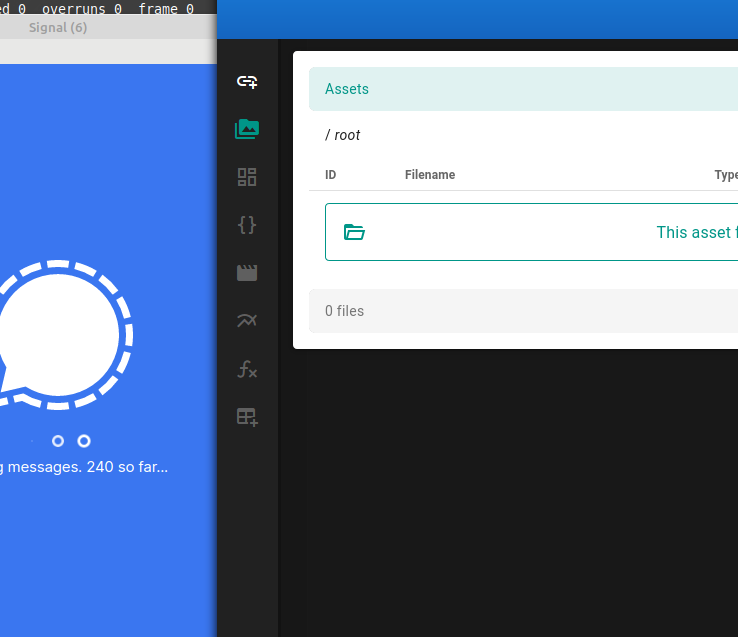 ed 0  overruns 0  frame 0
Signal (6)
g messages. 240 so far...
Assets
/ root
ID Filename Type
This asset f
0 files